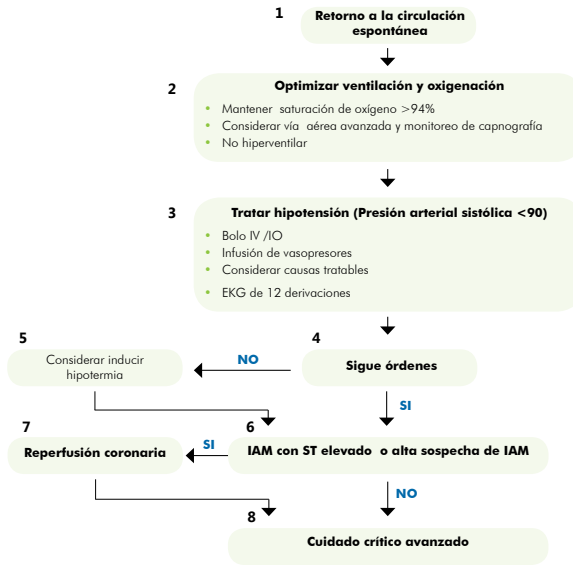 1
Retorno a la circulación
espontánea
2
Optimizar ventilación y oxigenación
• Mantener saturación de oxígeno >94%
• Considerar vía aérea avanzada y monitoreo de capnografía
• No hiperventilar
3
Tratar hipotensión (Presión arterial sistólica <90)
• Bolo IV /IO
• Infusión de vasopresores
• Considerar causas tratables
• EKG de 12 derivaciones
5
Considerar inducir
hipotermia
NO
4
Sigue órdenes
SI
7
Reperfusión coronaria
SI
6
IAM con ST elevado o alta sospecha de IAM
NO
8
Cuidado crítico avanzado